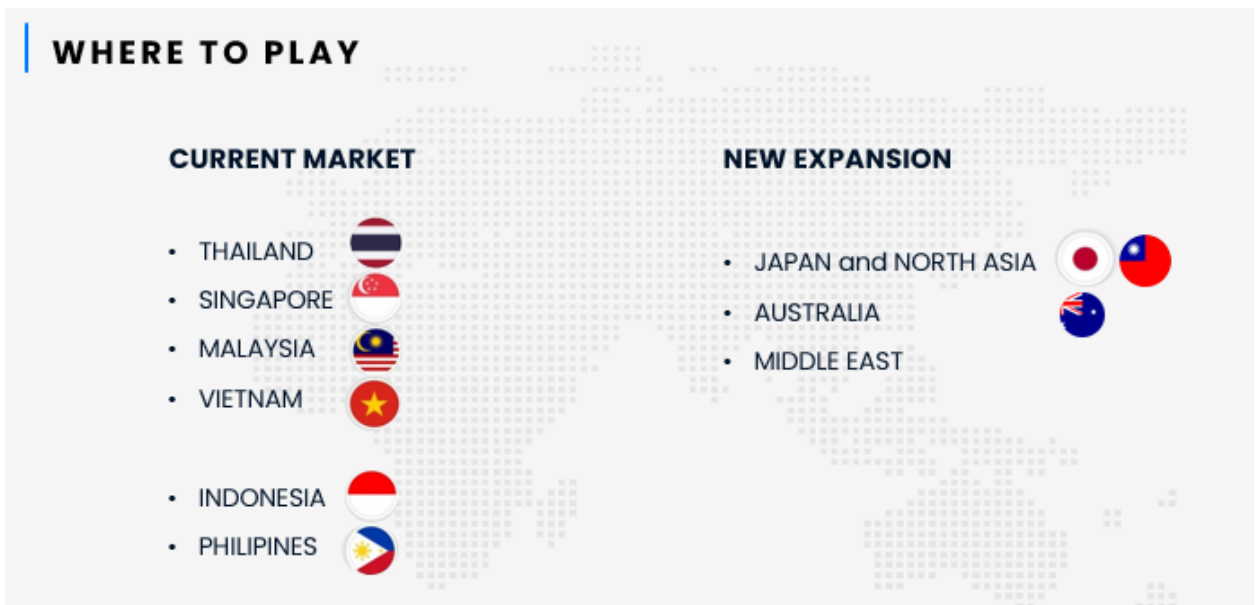 WHERE TO PLAY
CURRENT MARKET
• THAILAND
• SINGAPORE
• MALAYSIA
• VIETNAM
• INDONESIA
• PHILIPINES
NEW EXPANSION
• JAPAN and NORTH ASIA
• AUSTRALIA
• MIDDLE EAST